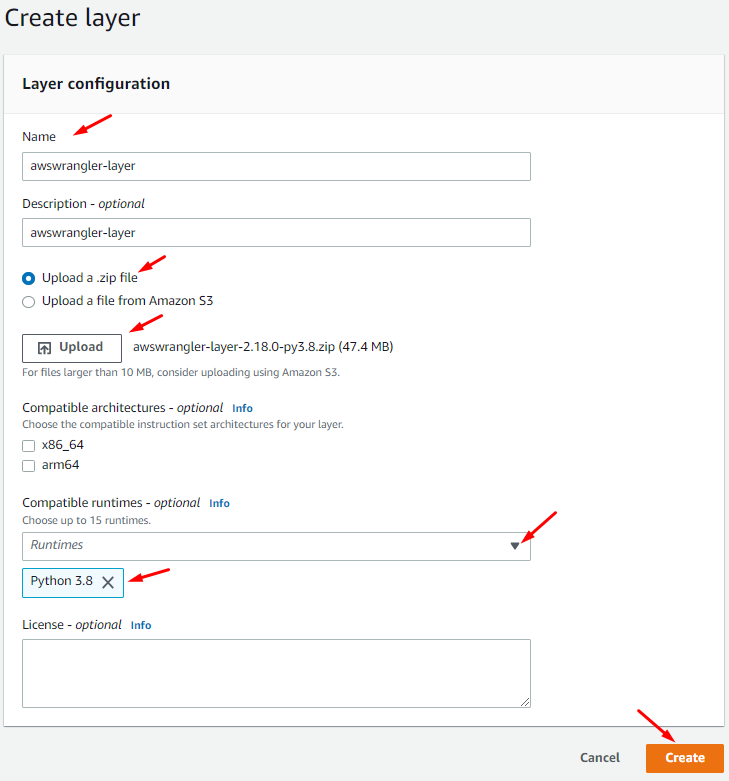 Create layer
Layer configuration
Name
awswrangler-layer
Description - optional
awswrangler-layer
Upload a .zip file
Upload a file from Amazon S3
Upload awswrangler-layer-2.18.0-py3.8.zip (47.4 MB)
For files larger than 10 MB, consider uploading using Amazon S3.
Compatible architectures - optional Info
Choose the compatible instruction set architectures for your layer.
x86_64
arm64
Compatible runtimes - optional Info
Choose up to 15 runtimes.
Runtimes
Python 3.8
License - optional Info
Cancel Create